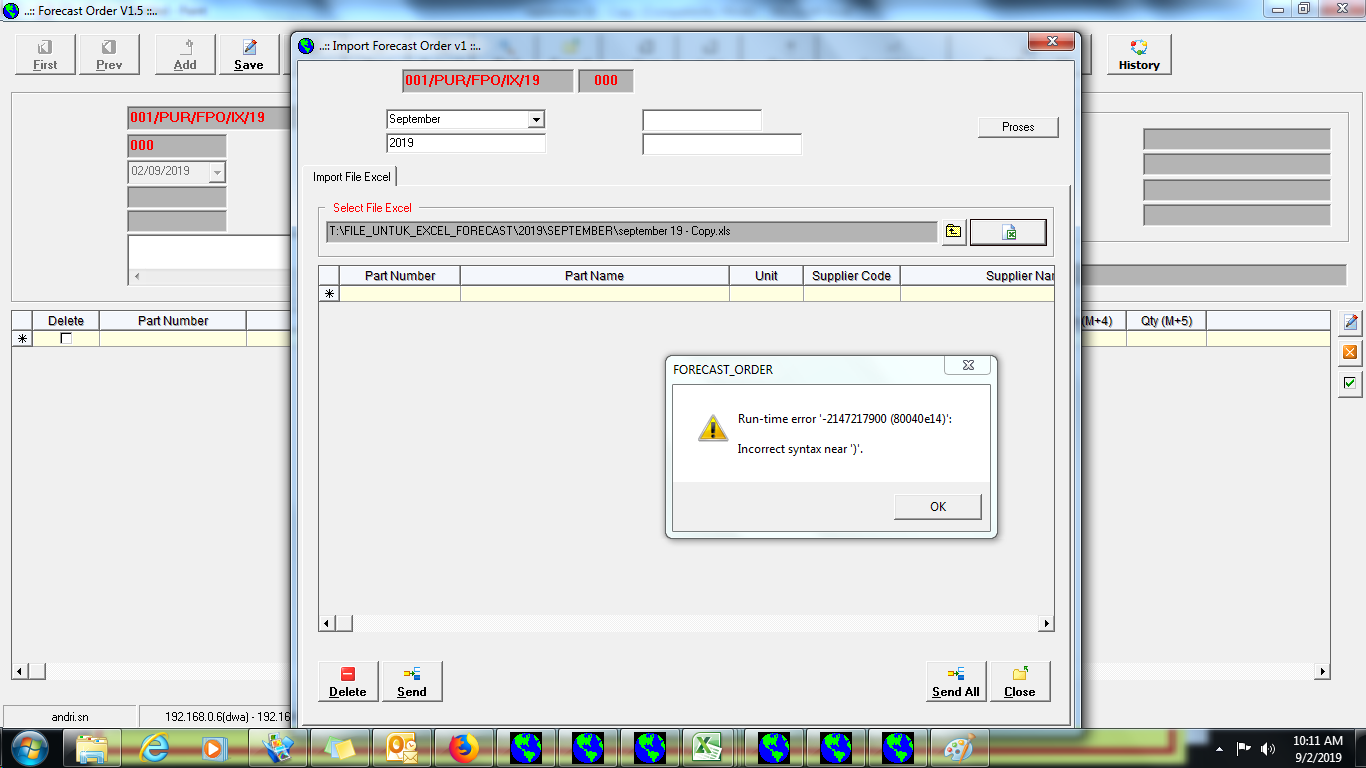 ..:: Forecast Order V1.5 ::..
First
Prev
Add
Save
History
001/PUR/FPO/IX/19
000
02/09/2019
Delete
Part Number
(M+4)
Qty (M+5)
andri.sn
192.168.0.6(dwa) - 192.16
..:: Import Forecast Order v1 ::..
001/PUR/FPO/IX/19
000
September
2019
Proses
Import File Excel
Select File Excel
T:\FILE_UNTUK_EXCEL_FORECAST\2019\SEPTEMBER\september 19 - Copy.xls
Part Number
Part Name
Unit
Supplier Code
Supplier Nar
FORECAST_ORDER
Run-time error '-2147217900 (80040e14)':
Incorrect syntax near ')'.
OK
Delete
Send
Send All
Close
10:11 AM
9/2/2019